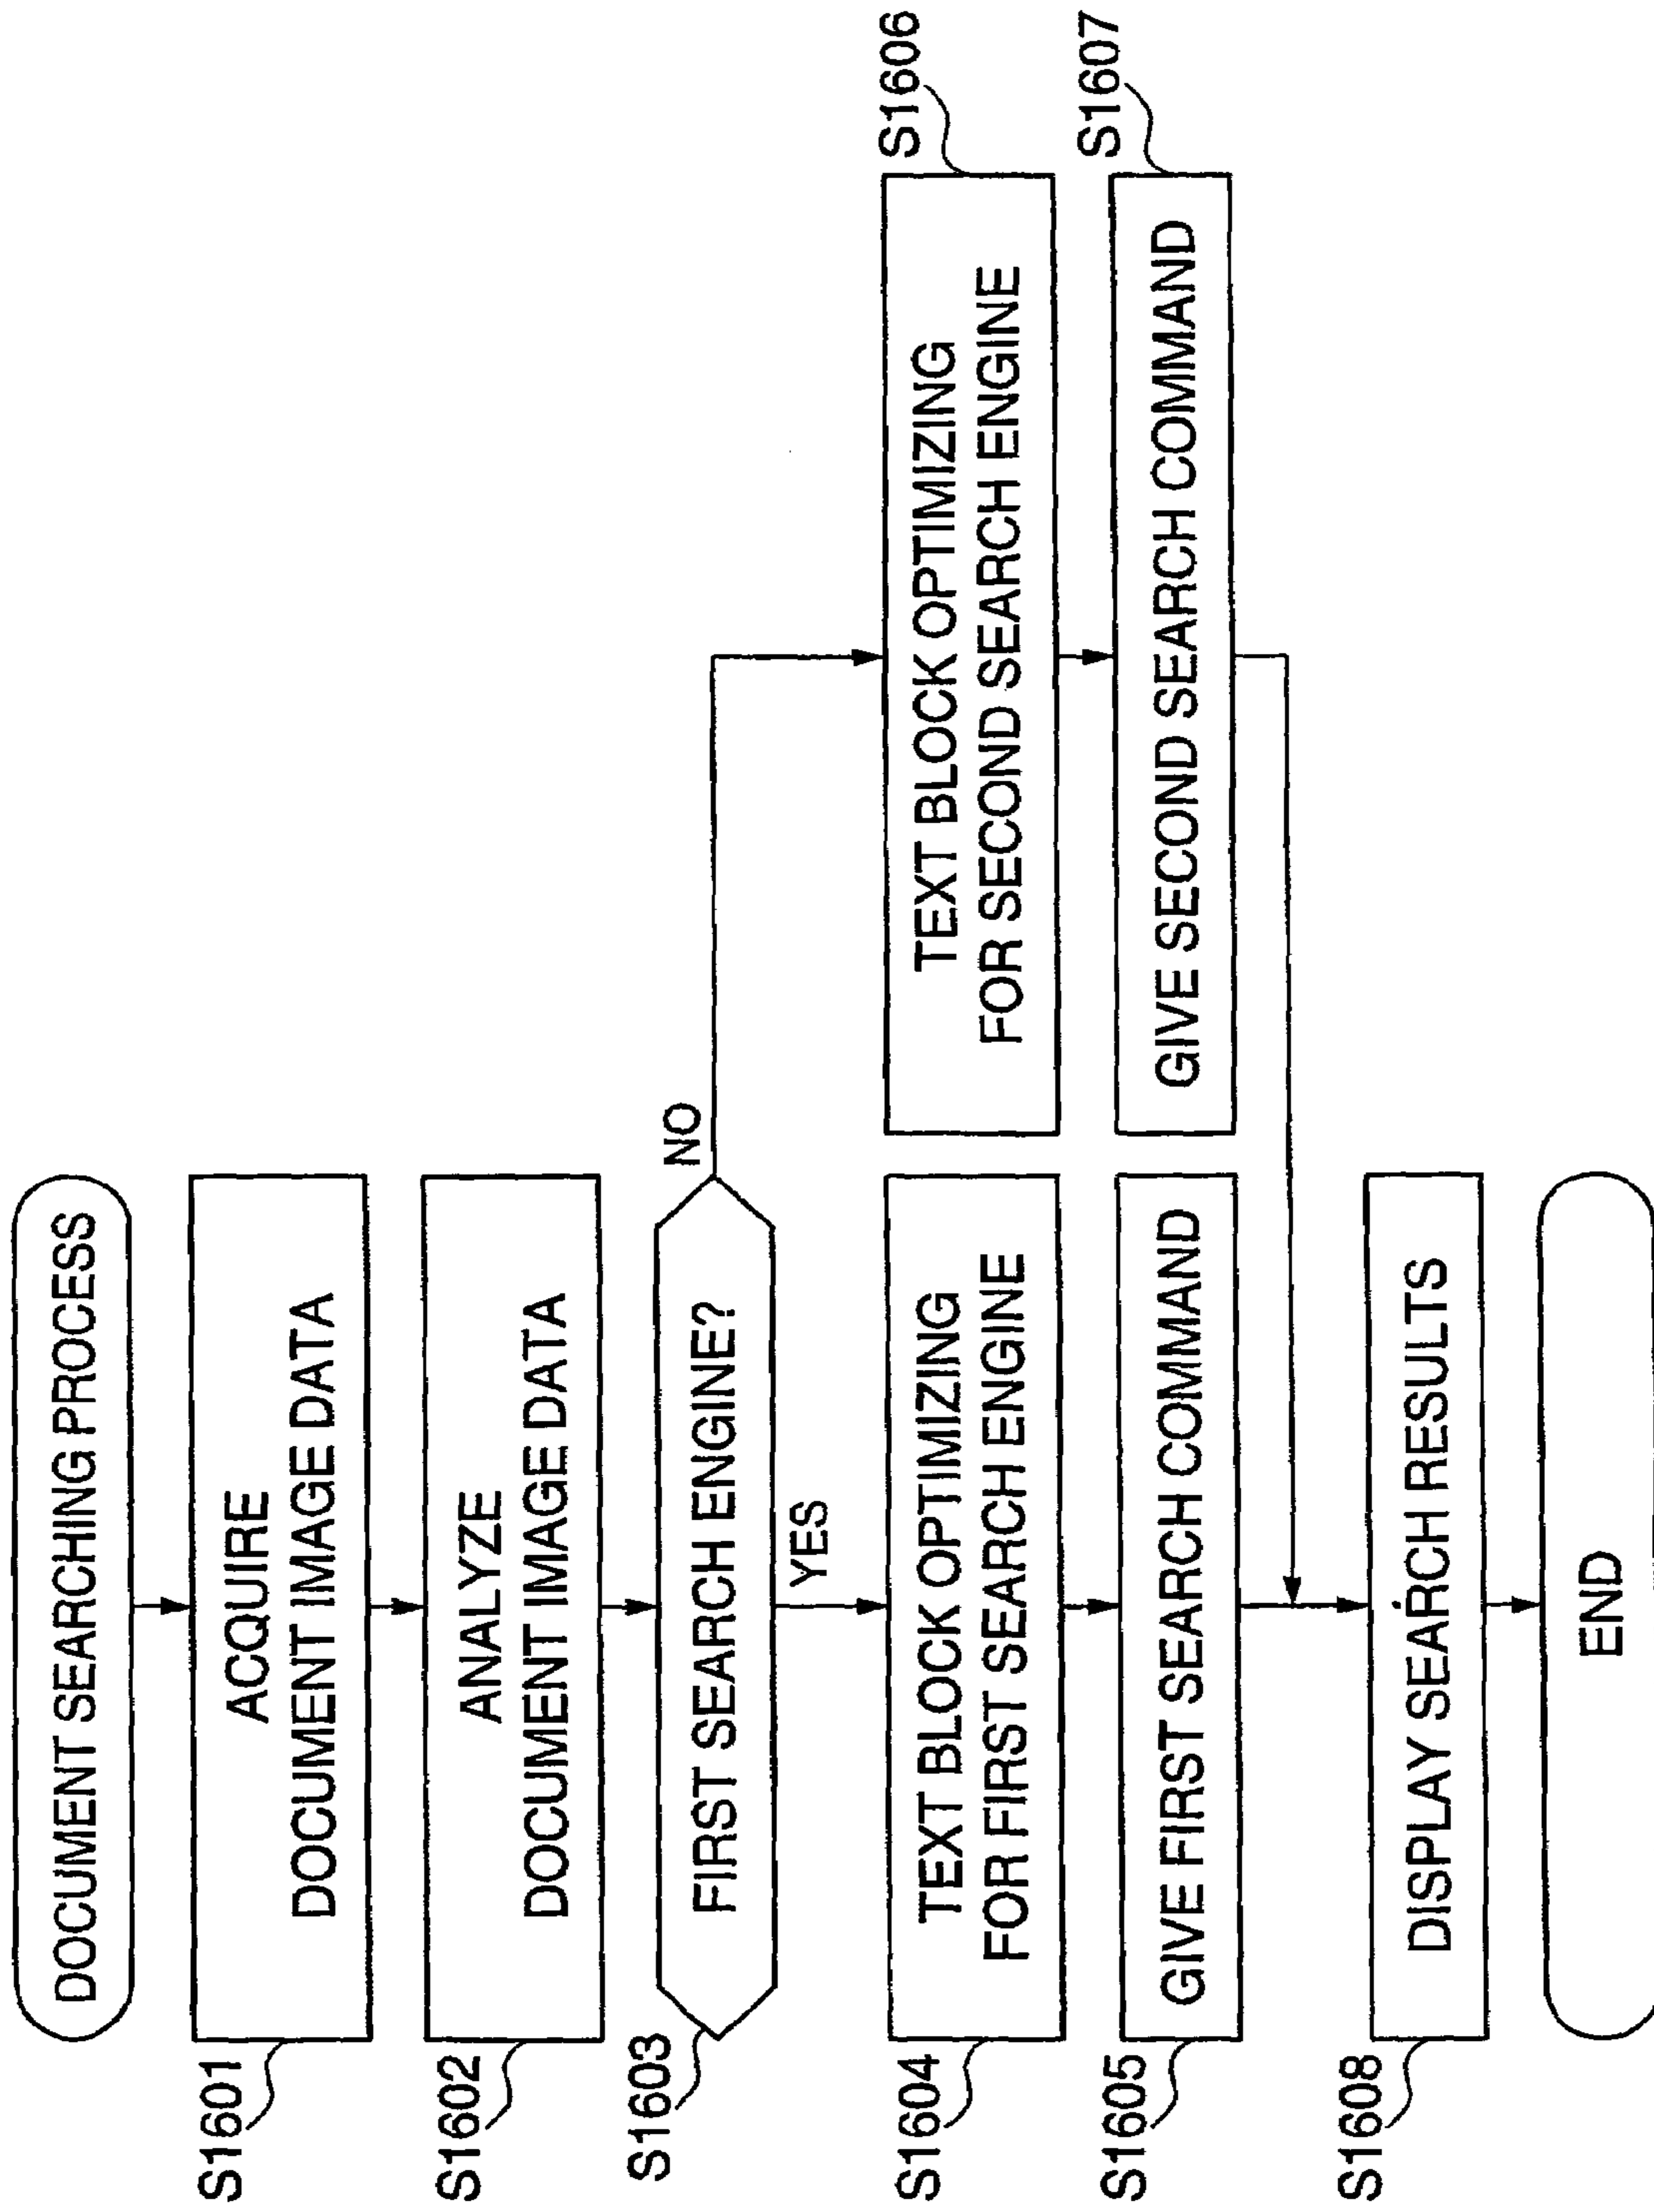 DOCUMENT SEARCHING PROCESS
S1601
ACQUIRE
DOCUMENT IMAGE DATA
S1602
ANALYZE
DOCUMENT IMAGE DATA
S1603
FIRST SEARCH ENGINE?
NO
YES
S1604
TEXT BLOCK OPTIMIZING
FOR FIRST SEARCH ENGINE
S1605
GIVE FIRST SEARCH COMMAND
S1606
TEXT BLOCK OPTIMIZING
FOR SECOND SEARCH ENGINE
S1607
GIVE SECOND SEARCH COMMAND
S1608
DISPLAY SEARCH RESULTS
END